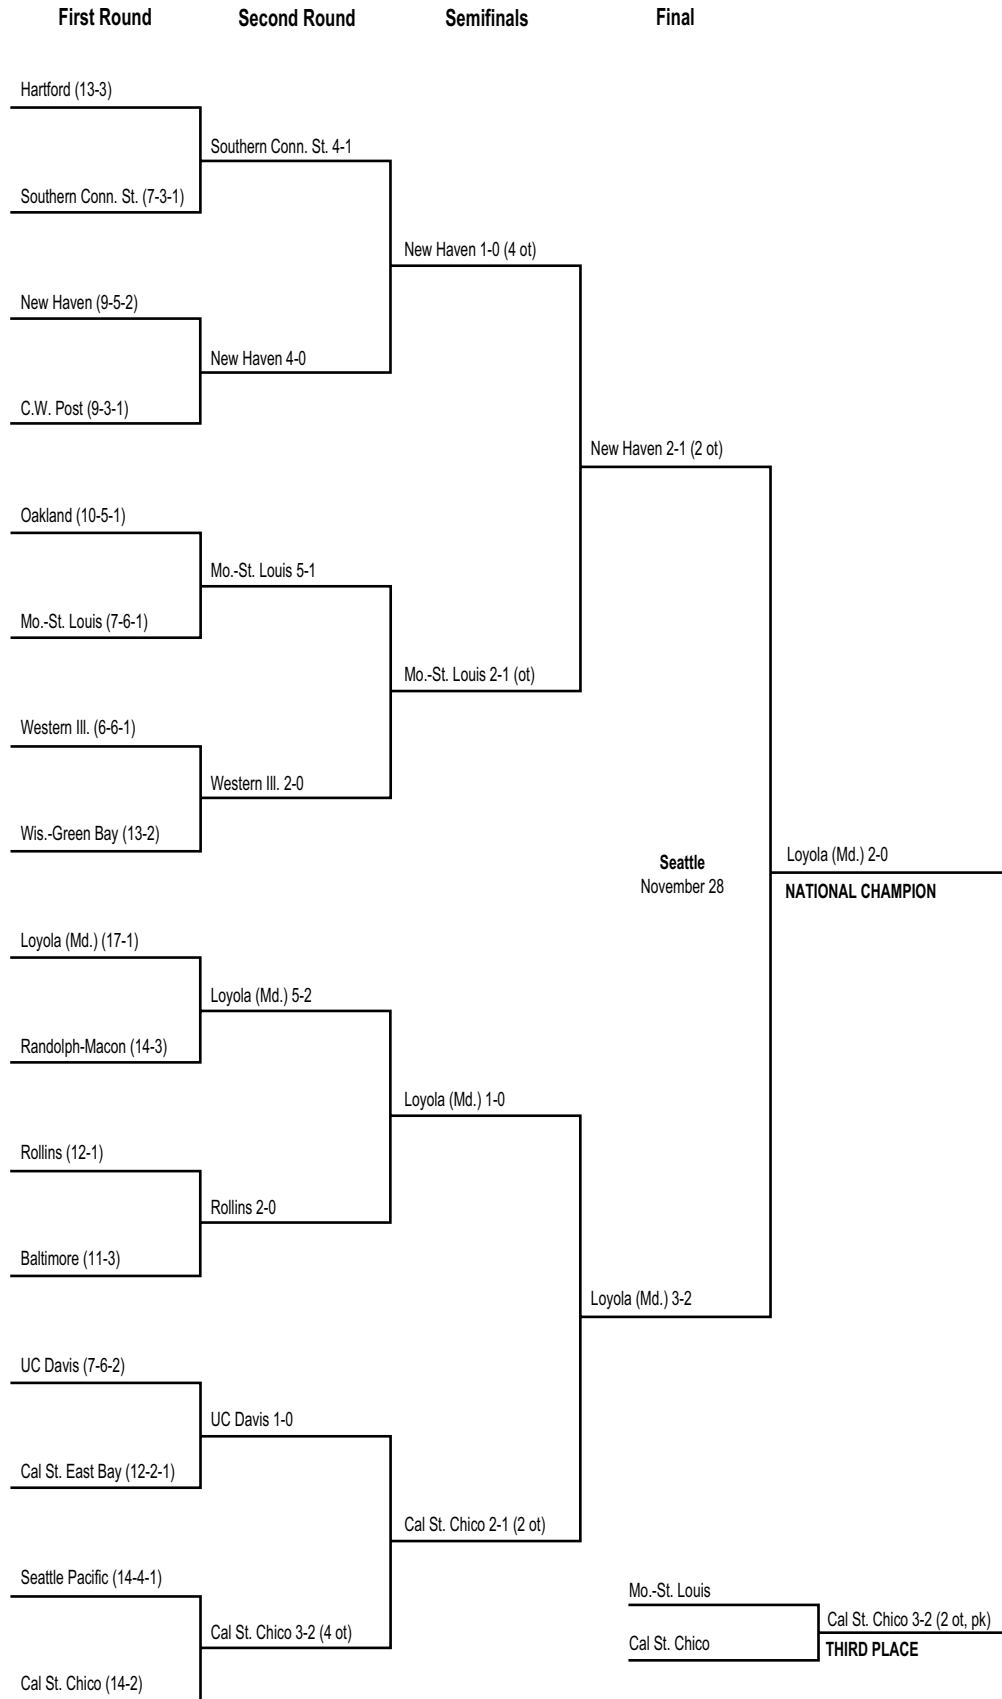 First Round
Second Round
Semifinals
Final
Hartford (13-3)
Southern Conn. St. 4-1
Southern Conn. St. (7-3-1)
New Haven 1-0 (4 ot)
New Haven (9-5-2)
New Haven 4-0
C.W. Post (9-3-1)
New Haven 2-1 (2 ot)
Oakland (10-5-1)
Mo.-St. Louis 5-1
Mo.-St. Louis (7-6-1)
Mo.-St. Louis 2-1 (ot)
Western Ill. (6-6-1)
Western Ill. 2-0
Wis.-Green Bay (13-2)
Seattle
November 28
Loyola (Md.) 2-0
NATIONAL CHAMPION
Loyola (Md.) (17-1)
Loyola (Md.) 5-2
Randolph-Macon (14-3)
Loyola (Md.) 1-0
Rollins (12-1)
Rollins 2-0
Baltimore (11-3)
Loyola (Md.) 3-2
UC Davis (7-6-2)
UC Davis 1-0
Cal St. East Bay (12-2-1)
Cal St. Chico 2-1 (2 ot)
Seattle Pacific (14-4-1)
Cal St. Chico 3-2 (4 ot)
Cal St. Chico (14-2)
Mo.-St. Louis
Cal St. Chico 3-2 (2 ot, pk)
Cal St. Chico
THIRD PLACE